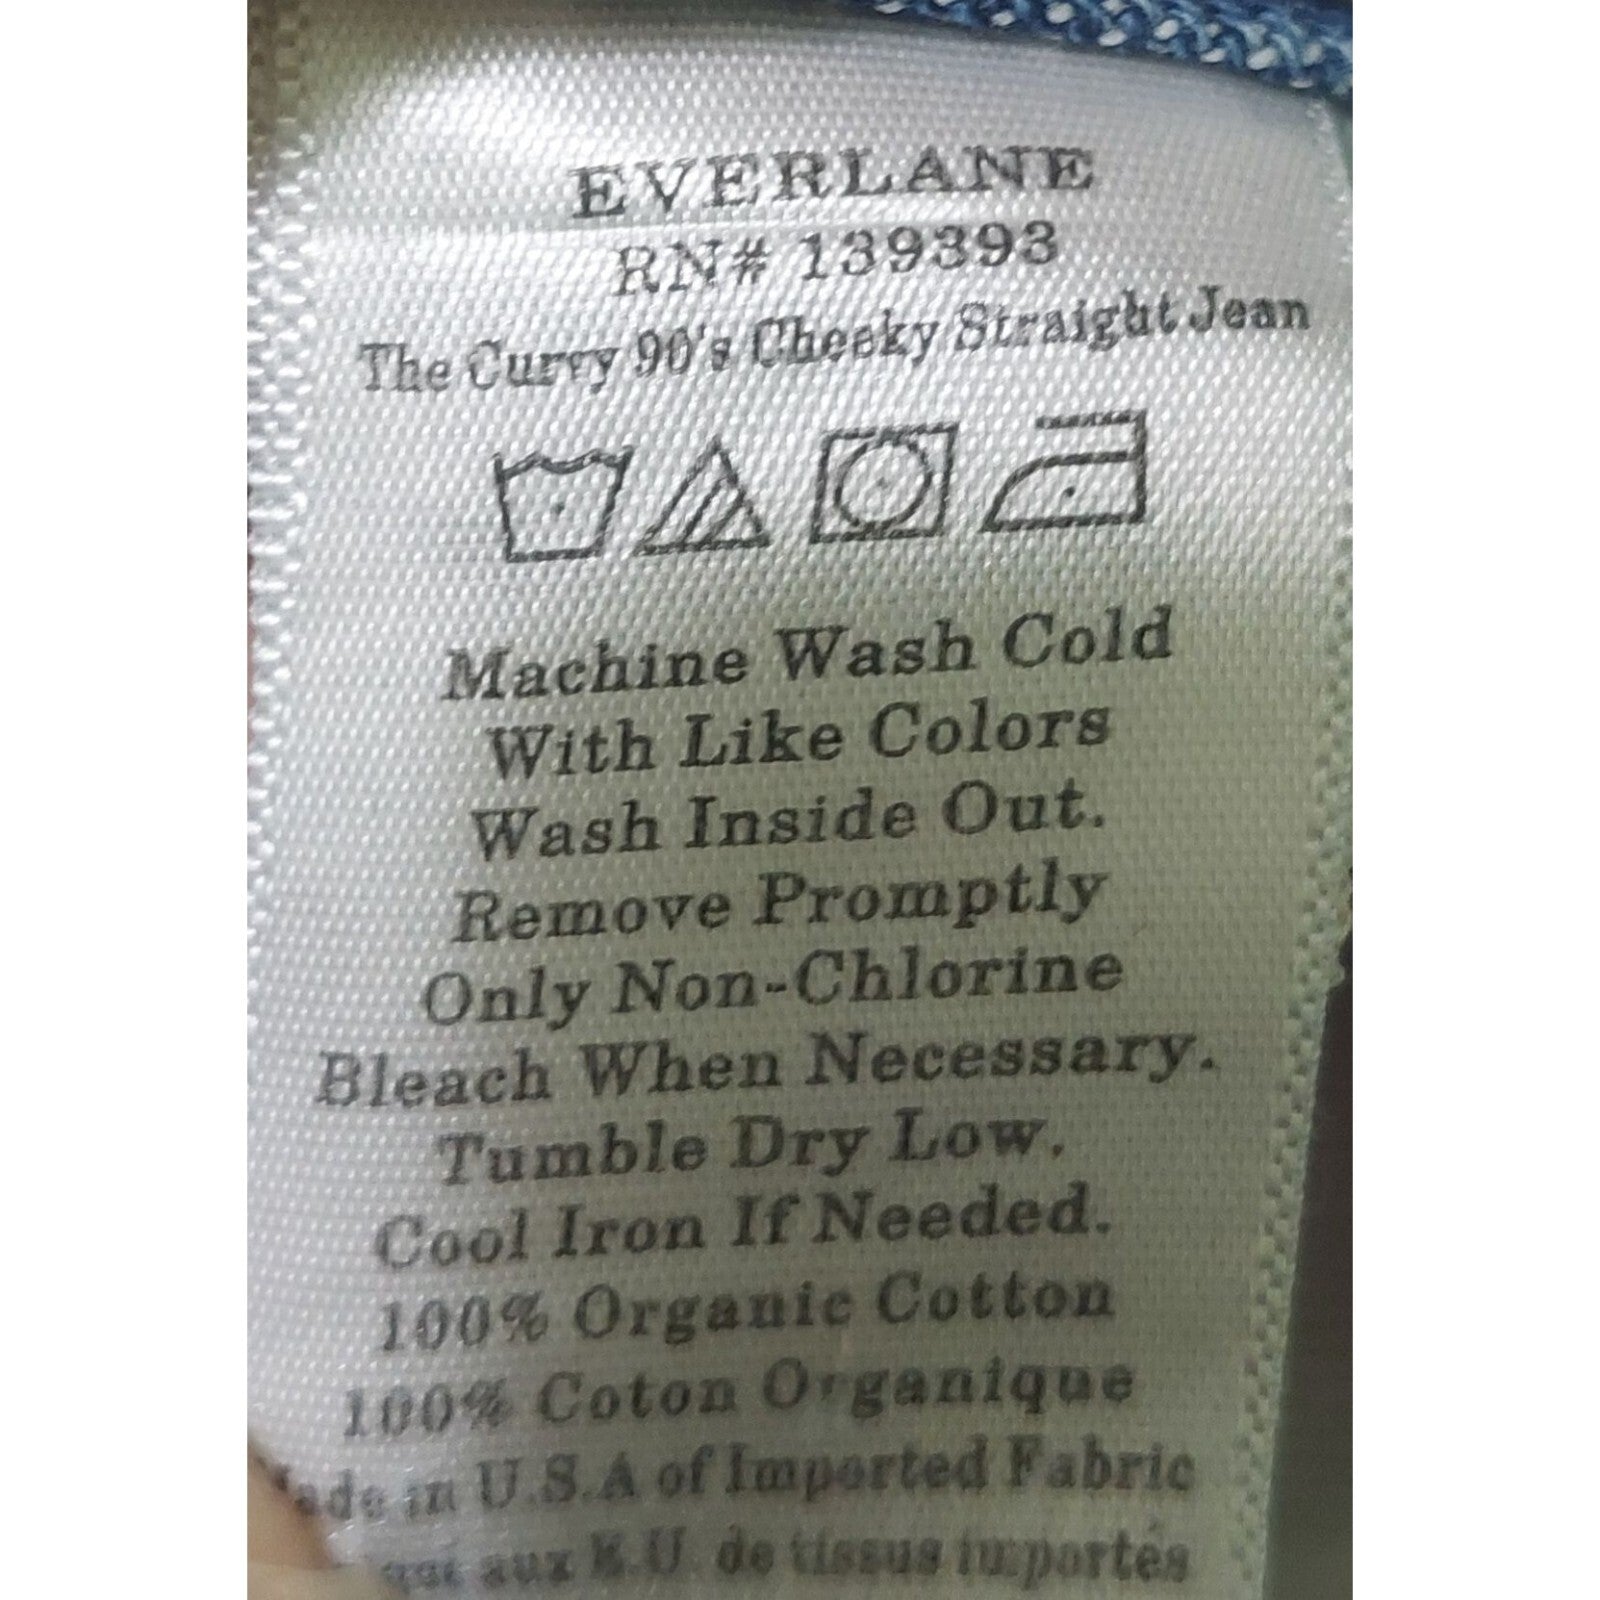 EVERLANE
RN# 139393
The Curvy 90's Cheeky Straight Jean
Machine Wash Cold
With Like Colors
Wash Inside Out.
Remove Promptly
Only Non-Chlorine
Bleach When Necessary.
Tumble Dry Low.
Cool Iron If Needed.
100% Organic Cotton
100% Coton Organique
in U.S.A of Imported Fabric
aux de tissus importés